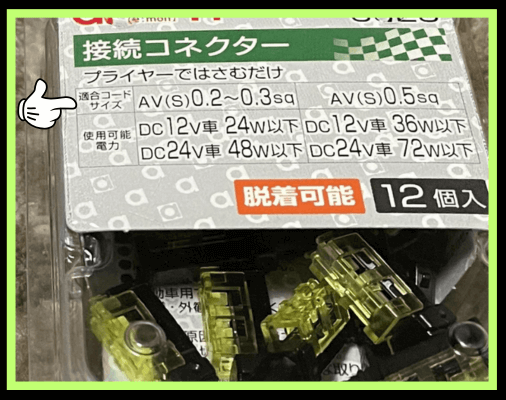 接続コネクター
プライヤーではさむだけ
適合コード
サイズ
AV(S)0.2~0.3sq
AV(S)0.5sq
使用可能
電力
DC12V車 24W以下
DC24V車 48W以下
DC12V車 36W以下
DC24V車 72W以下
脱着可能
12個入